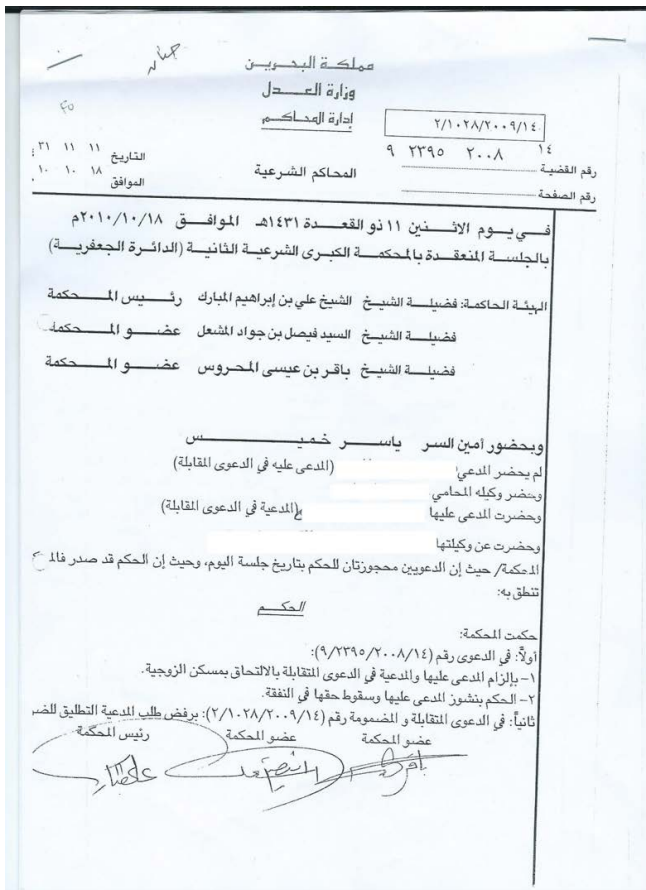 مملكة البحرين
وزارة العدل
إدارة المحاكم
المحاكم الشرعية
٢/١٠٢٨/٢٠٠٩/١٤
١٤ ٢٠٠٨ ٢٣٩٥ ٩
رقم القضية
رقم الصفحة
التاريخ ١١ ١١ ٣١
الموافق ١٨ ١٠ ١٠
٤٥
في يوم الاثنين ١١ ذو القعدة ١٤٣١هـ الموافق ٢٠١٠/١٠/١٨م
بالجلسة المنعقدة بالمحكمة الكبرى الشرعية الثانية (الدائرة الجعفرية)
الهيئة الحاكمة: فضيلة الشيخ الشيخ علي بن إبراهيم المبارك رئيس المحكمة
فضيلة الشيخ السيد فيصل بن جواد المشعل عضو المحكمة
فضيلة الشيخ باقر بن عيسى المحروس عضو المحكمة
وبحضور أمين السر ياسر خميس
لم يحضر المدعي (المدعى عليه في الدعوى المقابلة)
وحضر وكيله المحامي
وحضرت المدعى عليها (المدعية في الدعوى المقابلة)
وحضرت عن وكيلتها
المحكمة/ حيث إن الدعويين محجوزتان للحكم بتاريخ جلسة اليوم، وحيث إن الحكم قد صدر
تنطق به:
الحكم
حكمت المحكمة:
أولاً: في الدعوى رقم (٩/٢٣٩٥/٢٠٠٨/١٤):
١- بإلزام المدعى عليها والمدعية في الدعوى المتقابلة بالالتحاق بمسكن الزوجية.
٢- الحكم بنشوز المدعى عليها وسقوط حقها في النفقة.
ثانياً: في الدعوى المتقابلة و المضمومة رقم (٢/١٠٢٨/٢٠٠٩/١٤): برفض طلب المدعية التطليق للضر
عضو المحكمة عضو المحكمة رئيس المحكمة